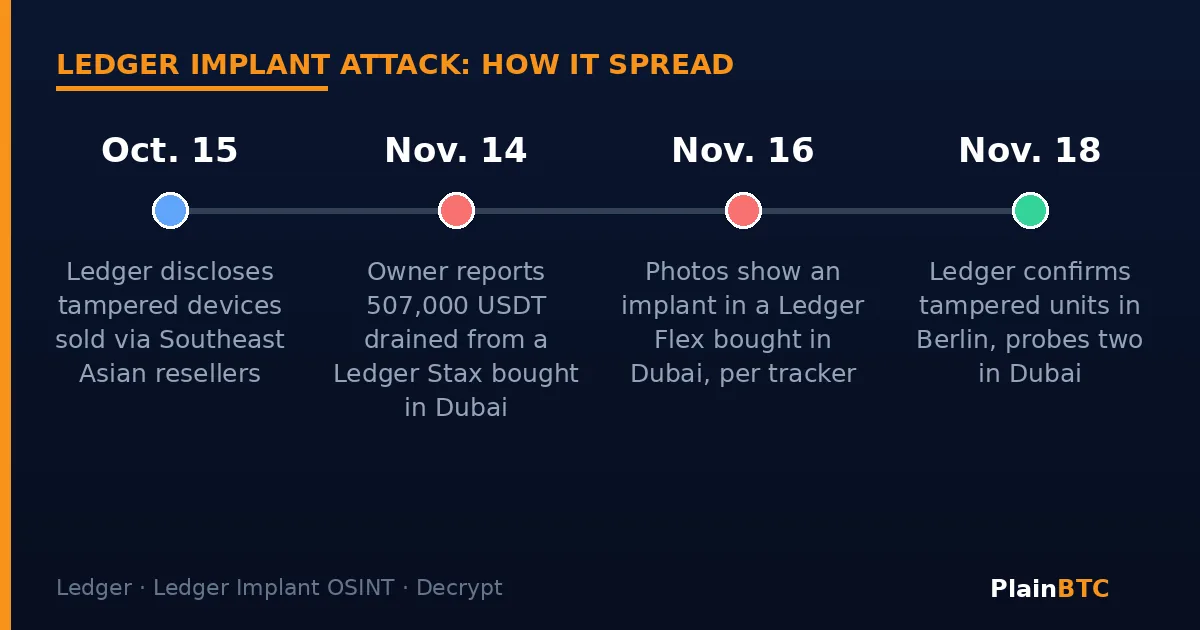 LEDGER IMPLANT ATTACK: HOW IT SPREAD
Oct. 15
Ledger discloses
tampered devices
sold via Southeast
Asian resellers
Nov. 14
Owner reports
507,000 USDT
drained from a
Ledger Stax bought
in Dubai
Nov. 16
Photos show an
implant in a Ledger
Flex bought in
Dubai, per tracker
Nov. 18
Ledger confirms
tampered units in
Berlin, probes two
in Dubai
Ledger · Ledger Implant OSINT · Decrypt
PlainBTC